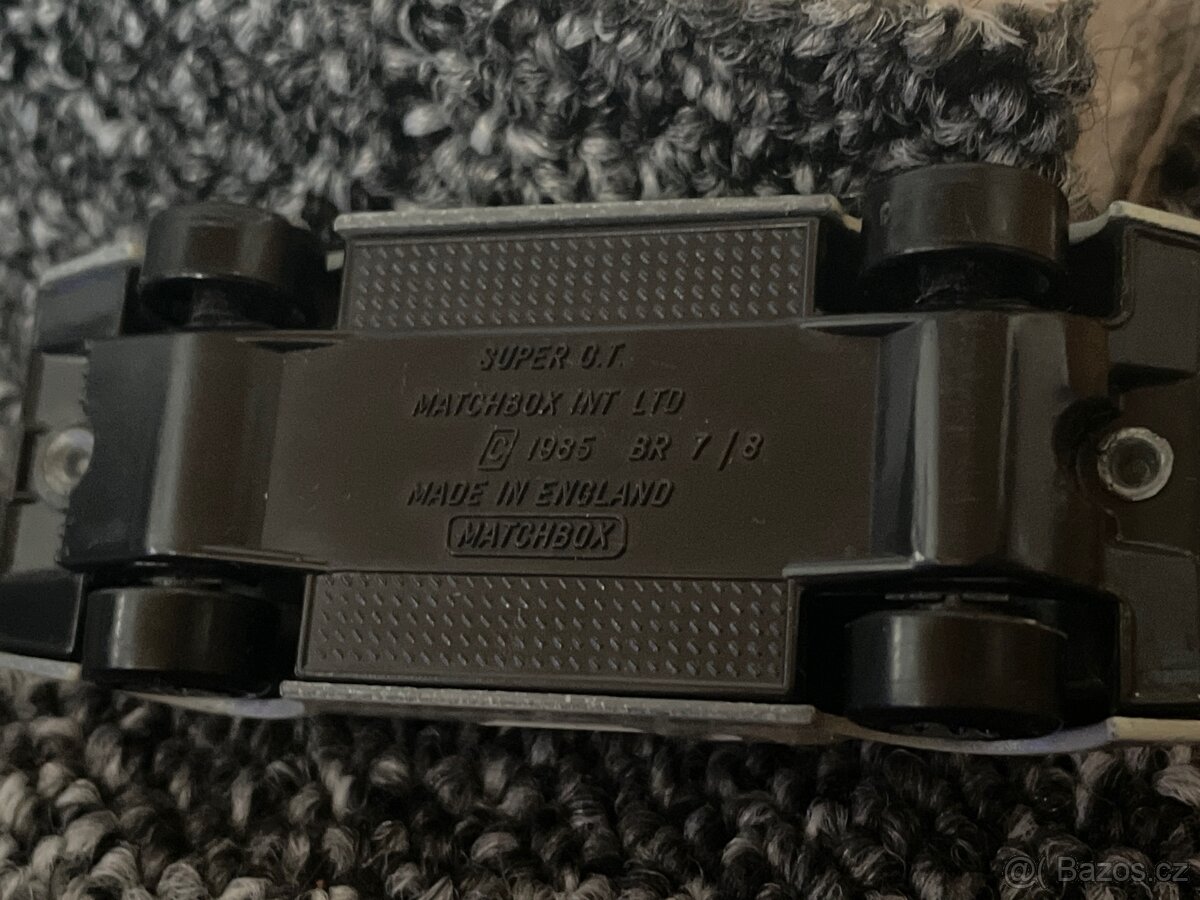 SUPER G.T.
MATCHBOX INT LTD
© 1985 BR 7/8
MADE IN ENGLAND
MATCHBOX
@( Bazos.cz